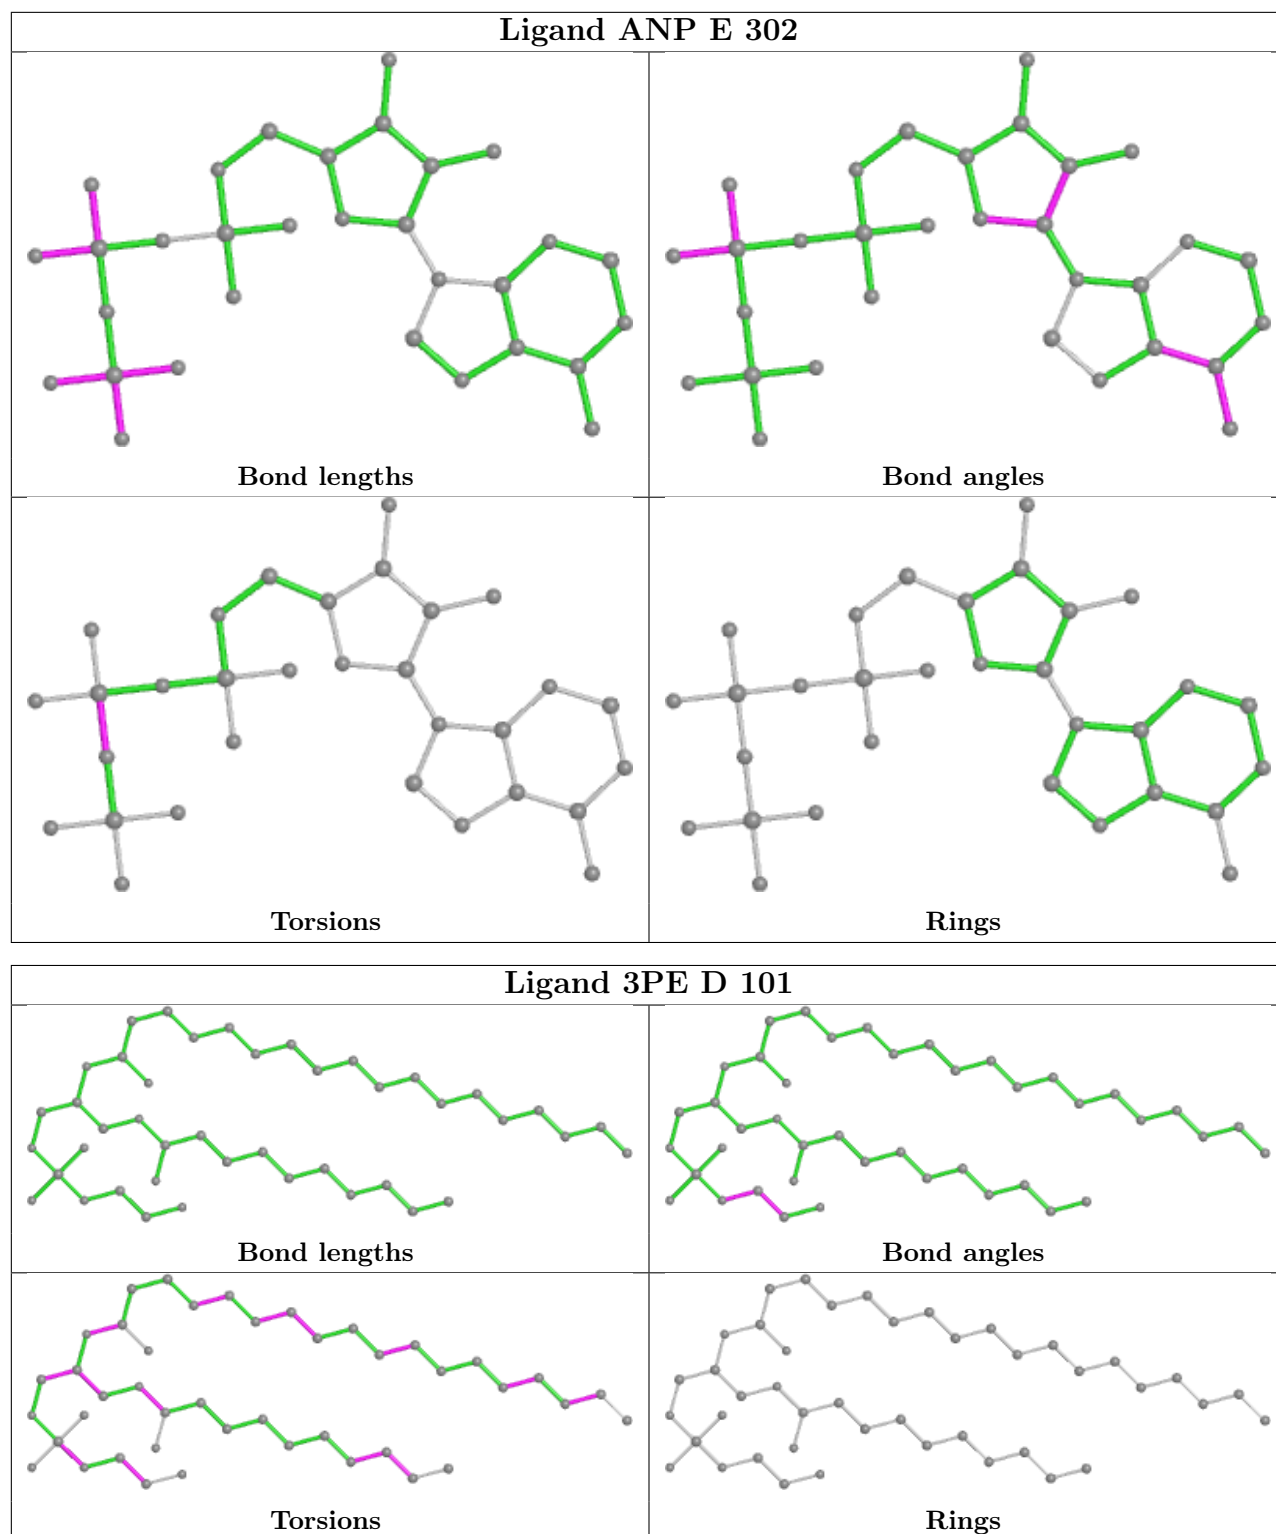 Ligand ANP E 302
Bond lengths
Bond angles
Torsions
Rings
Ligand 3PE D 101
Bond lengths
Bond angles
Torsions
Rings